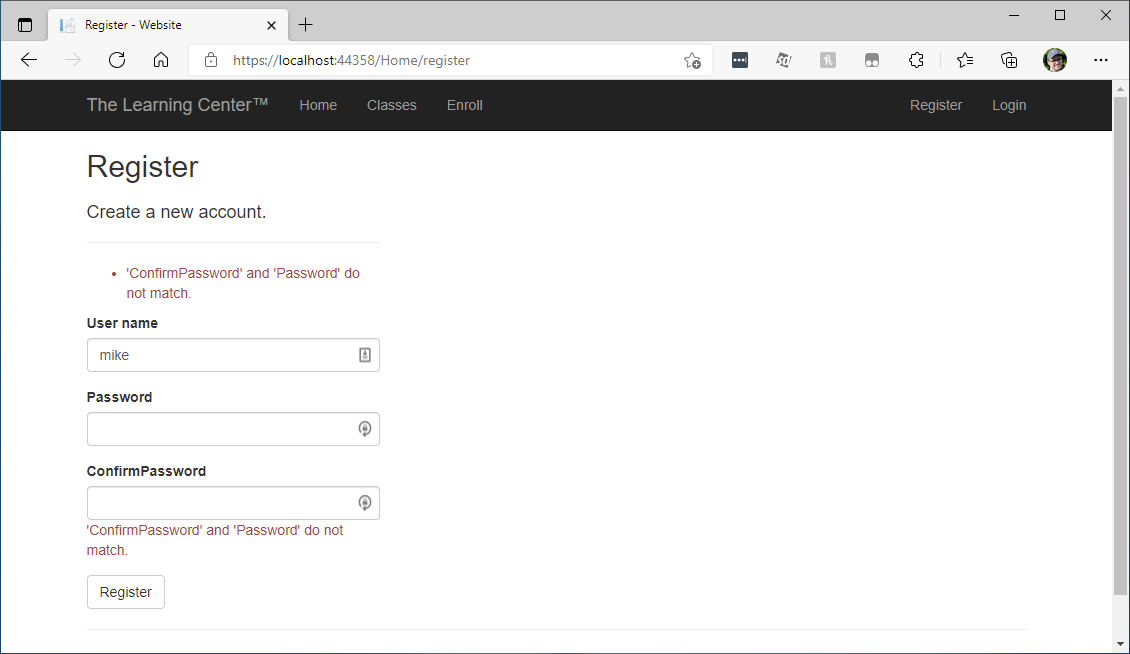 Register - Website
https://localhost:44358/Home/register
The Learning Center™ Home Classes Enroll Register Login
Register
Create a new account.
'ConfirmPassword' and 'Password' do
not match.
User name
mike
Password
ConfirmPassword
'ConfirmPassword' and 'Password' do not
match.
Register